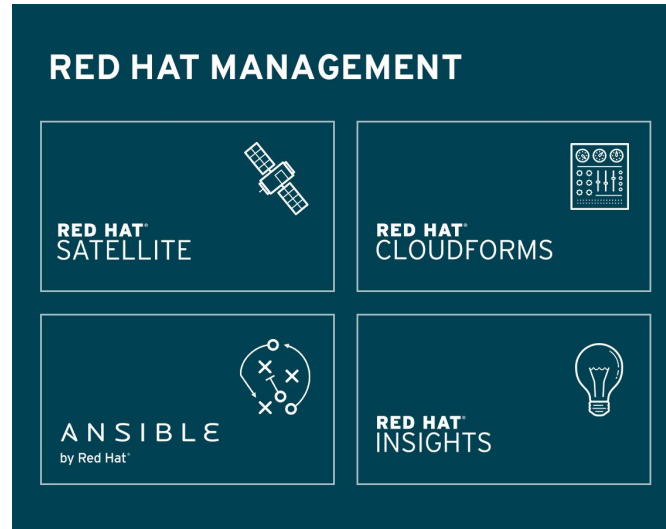 RED HAT MANAGEMENT
RED HAT®
SATELLITE
RED HAT®
CLOUDFORMS
ANSIBLE
by Red Hat®
RED HAT®
INSIGHTS